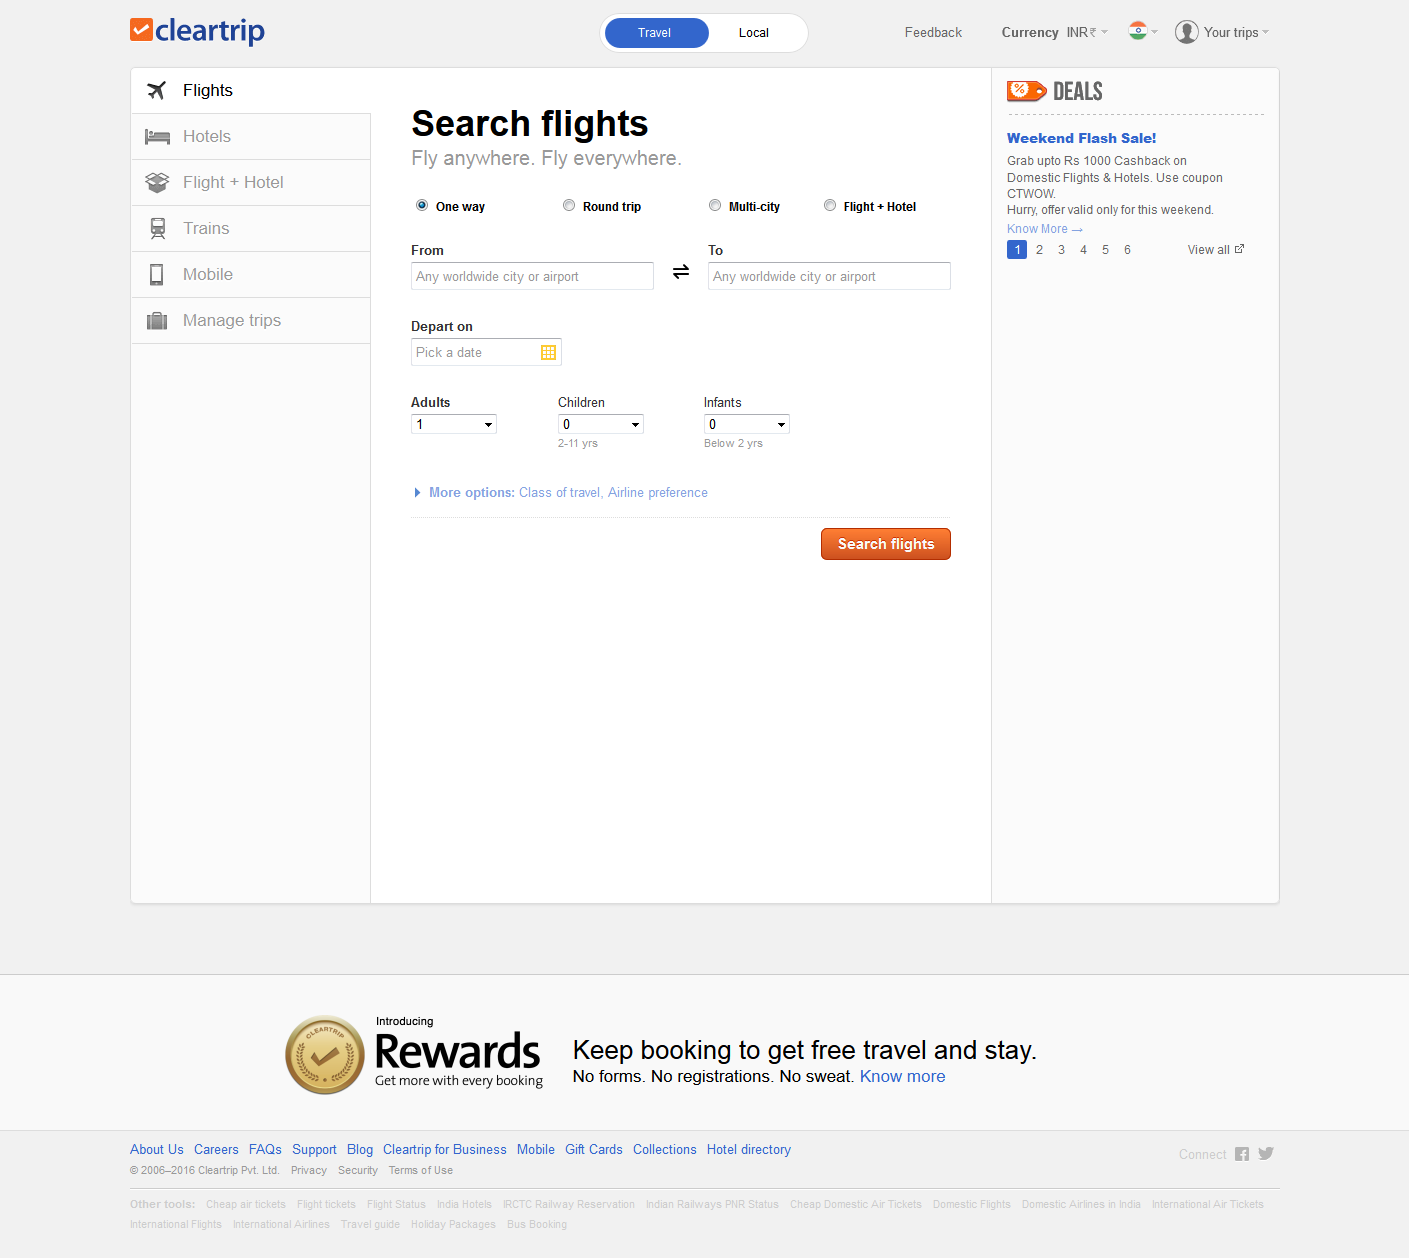 cleartrip
Travel Local
Feedback Currency INR₹ Your trips
Flights
Hotels
Flight + Hotel
Trains
Mobile
Manage trips
Search flights
Fly anywhere. Fly everywhere.
One way Round trip Multi-city Flight + Hotel
From To
Any worldwide city or airport Any worldwide city or airport
Depart on
Pick a date
Adults Children Infants
1 0 0
2-11 yrs Below 2 yrs
More options: Class of travel, Airline preference
Search flights
% DEALS
Weekend Flash Sale!
Grab upto Rs 1000 Cashback on
Domestic Flights & Hotels. Use coupon
CTWOW.
Hurry, offer valid only for this weekend.
Know More →
1 2 3 4 5 6 View all
CLEARTRIP
Introducing
Rewards
Get more with every booking
Keep booking to get free travel and stay.
No forms. No registrations. No sweat. Know more
About Us Careers FAQs Support Blog Cleartrip for Business Mobile Gift Cards Collections Hotel directory
© 2006–2016 Cleartrip Pvt. Ltd. Privacy Security Terms of Use
Connect
Other tools: Cheap air tickets Flight tickets Flight Status India Hotels IRCTC Railway Reservation Indian Railways PNR Status Cheap Domestic Air Tickets Domestic Flights Domestic Airlines in India International Air Tickets
International Flights International Airlines Travel guide Holiday Packages Bus Booking